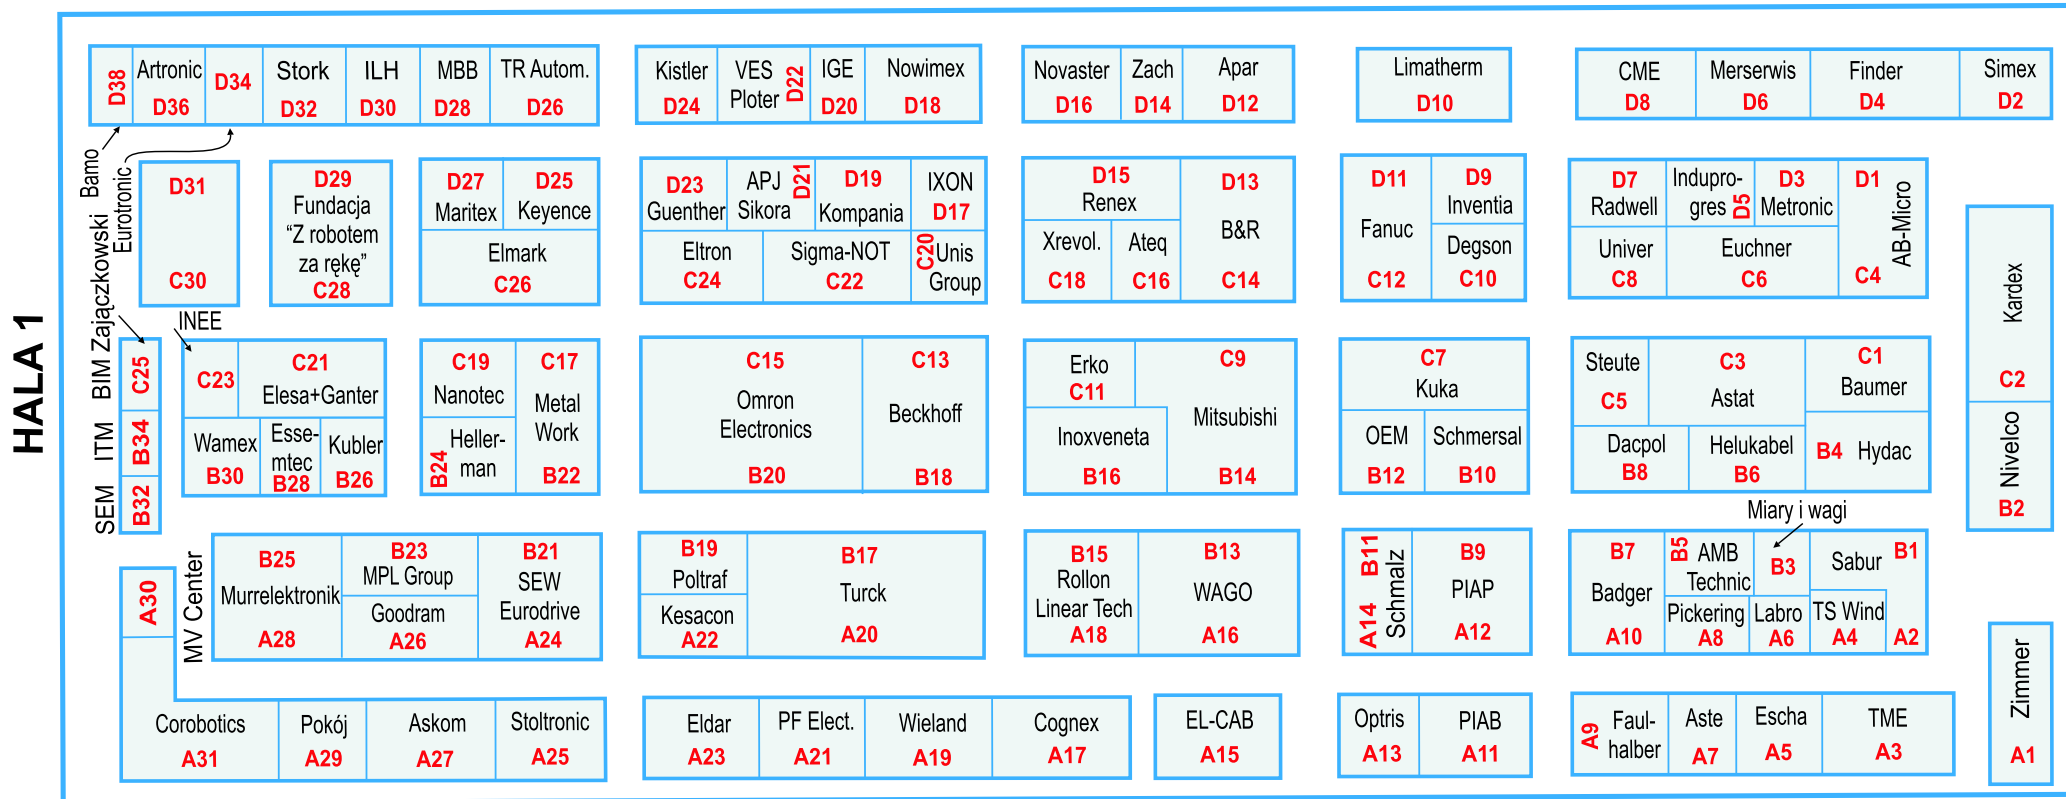 HALA 1
D38
Artronic
D36
D34
Stork
D32
ILH
D30
MBB
D28
TR Autom.
D26
Kistler
D24
VES
Ploter
D22
IGE
D20
Nowimex
D18
Novaster
D16
Zach
D14
Apar
D12
Limatherm
D10
CME
D8
Merserwis
D6
Finder
D4
Simex
D2
Bamo
Eurotronic
D31
C30
D29
Fundacja
“Z robotem
za rękę”
C28
D27
Maritex
D25
Keyence
Elmark
C26
D23
Guenther
APJ
Sikora
D21
D19
Kompania
IXON
D17
Eltron
C24
Sigma-NOT
C22
C20
Unis
Group
D15
Renex
Xrevol.
C18
Ateq
C16
D13
B&R
C14
D11
Fanuc
C12
D9
Inventia
Degson
C10
D7
Radwell
Indupro-
gres
D5
D3
Metronic
Univer
C8
Euchner
C6
D1
AB-Micro
C4
Kardex
C2
Nivelco
B2
BIM Zajączkowski
C25
ITM
B34
SEM
B32
INEE
C23
C21
Elesa+Ganter
Wamex
B30
Esse-
mtec
B28
Kubler
B26
C19
Nanotec
Heller-
man
B24
C17
Metal
Work
B22
C15
Omron
Electronics
B20
C13
Beckhoff
B18
Erko
C11
Inoxveneta
B16
C9
Mitsubishi
B14
C7
Kuka
OEM
B12
Schmersal
B10
Steute
C5
C3
Astat
C1
Baumer
Dacpol
B8
Helukabel
B6
B4
Hydac
Miary i wagi
A30
MV Center
B25
Murrelektronik
A28
B23
MPL Group
Goodram
A26
B21
SEW
Eurodrive
A24
B19
Poltraf
Kesacon
A22
B17
Turck
A20
B15
Rollon
Linear Tech
A18
B13
WAGO
A16
B11
A14
Schmalz
B9
PIAP
A12
B7
Badger
A10
B5
AMB
Technic
B3
Sabur
B1
Pickering
A8
Labro
A6
TS Wind
A4
A2
Zimmer
A1
Corobotics
A31
Pokój
A29
Askom
A27
Stoltronic
A25
Eldar
A23
PF Elect.
A21
Wieland
A19
Cognex
A17
EL-CAB
A15
Optris
A13
PIAB
A11
A9
Faul-
halber
Aste
A7
Escha
A5
TME
A3